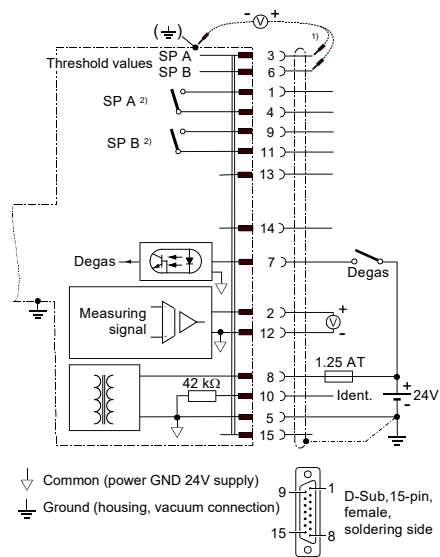 - V +
1)
Threshold values
SP A
SP B
3
6
SP A 2)
1
4
SP B 2)
9
11
13
14
Degas
7
Degas
Measuring
signal
2
12
+
V
-
8
1.25 AT
42 kΩ
10
Ident.
+
24V
5
15
Common (power GND 24V supply)
Ground (housing, vacuum connection)
9
1
15
8
D-Sub,15-pin,
female,
soldering side